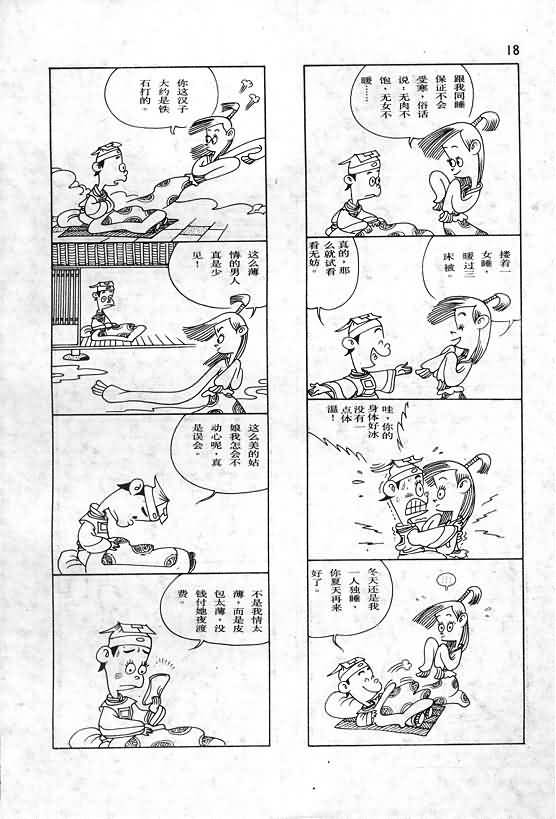 18
跟我同睡
保证不会
受寒，俗话
说：无肉不
饱，无女不
暖……
搂着一
女睡，
暖过三
床被。
真的，那
么就试看
看无妨。
哇，你的
身体好冰
没有一
点体
温！
冬天还是我
一人独睡，
你夏天再来
好了。
你这汉子
大约是铁
石打的。
这么薄
情的男人
真是少
见！
这么美的姑
娘我怎会不
动心呢，真
是误会。
不是我情太
薄，而是皮
包太薄，没
钱付她夜渡
费。